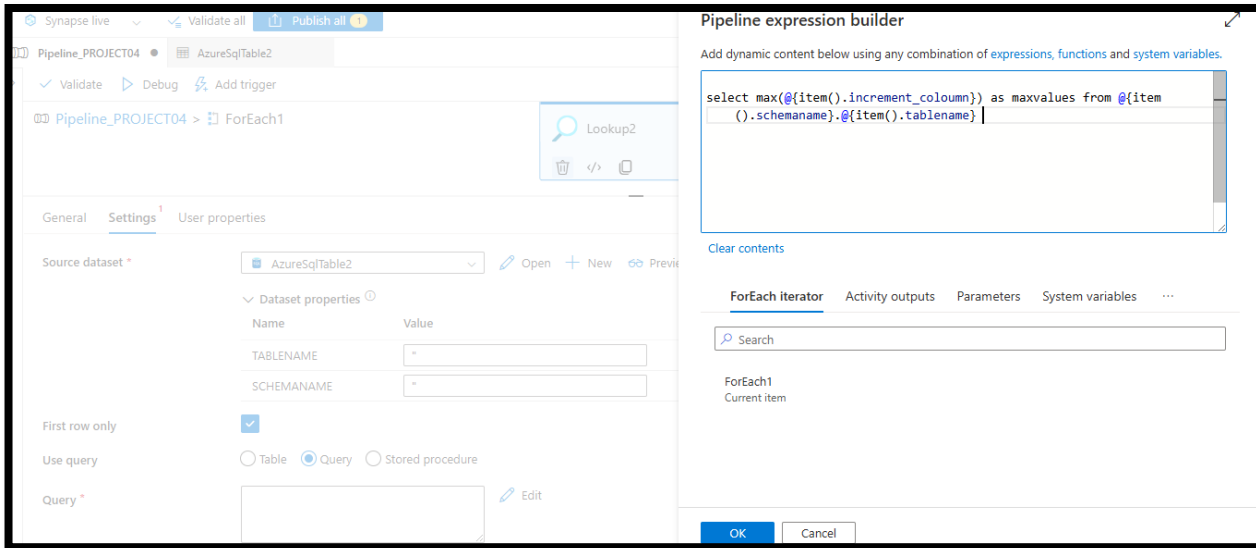 Synapse live
Validate all
Publish all 1
Pipeline_PROJECT04
AzureSqlTable2
Validate
Debug
Add trigger
Pipeline_PROJECT04 > ForEach1
Lookup2
General
Settings 1
User properties
Source dataset *
AzureSqlTable2
Open
New
Previe
Dataset properties
Name
Value
TABLENAME
*
SCHEMANAME
*
First row only
Use query
Table
Query
Stored procedure
Query *
Edit
Pipeline expression builder
Add dynamic content below using any combination of expressions, functions and system variables.
select max(@{item().increment_coloumn}) as maxvalues from @{item
().schemaname}.@{item().tablename}
Clear contents
ForEach iterator
Activity outputs
Parameters
System variables
...
Search
ForEach1
Current item
OK
Cancel